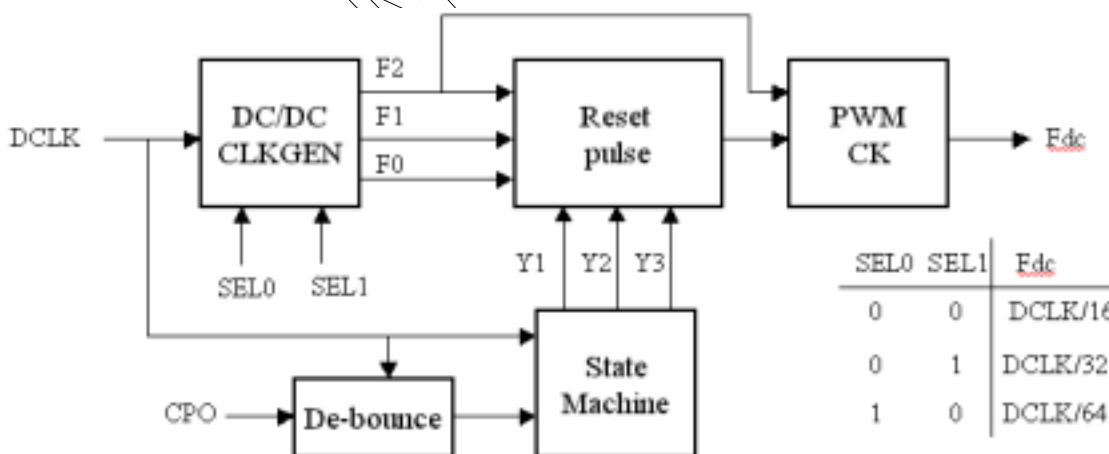 F2
DC/DC
CLKGEN
Reset
pulse
PWM
CK
DCLK
F1
F0
Fdc
SEL0
SEL1
Y1
Y2
Y3
SEL0 SEL1 Fdc
0 0 DCLK/16
0 1 DCLK/32
1 0 DCLK/64
State
Machine
CPO
De-bounce